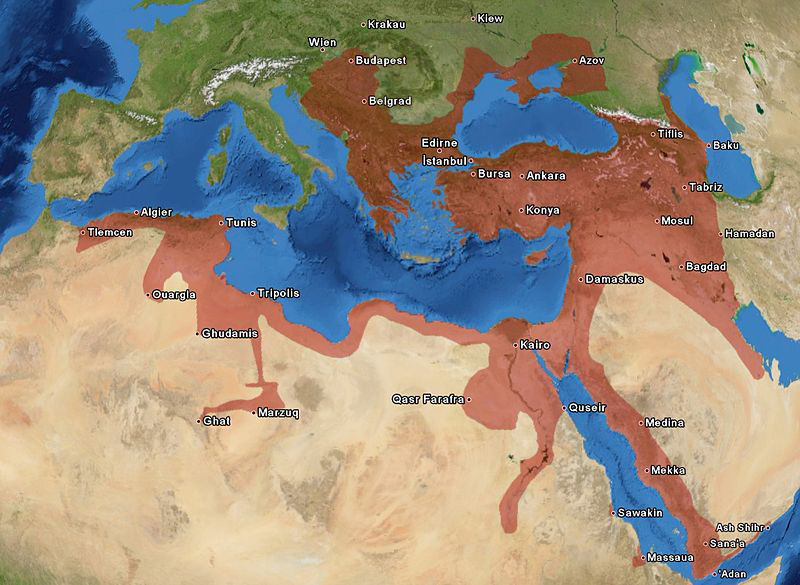 Kiew
Krakau
Wien
Budapest
Azov
Belgrad
Tiflis
Edirne
Baku
İstanbul
Bursa
Ankara
Tabriz
Konya
Algier
Tunis
Mosul
Tlemcen
Hamadan
Bagdad
Damaskus
Ouargla
Tripolis
Ghudamis
Kairo
Qasr Farafra
Quseir
Marzuq
Ghat
Medina
Mekka
Sawakin
Ash Shihr
Sana'a
Massaua
'Adan